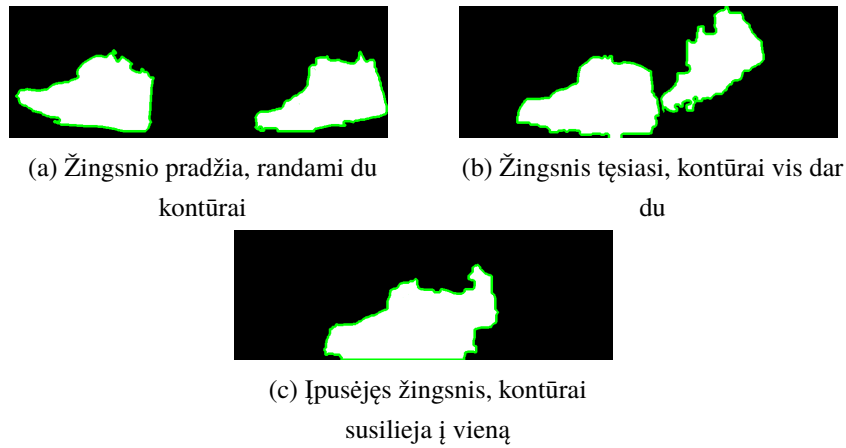 (a) Žingsnio pradžia, randami du
kontūrai
(b) Žingsnis tęsiasi, kontūrai vis dar
du
(c) Įpusėjęs žingsnis, kontūrai
susilieja į vieną